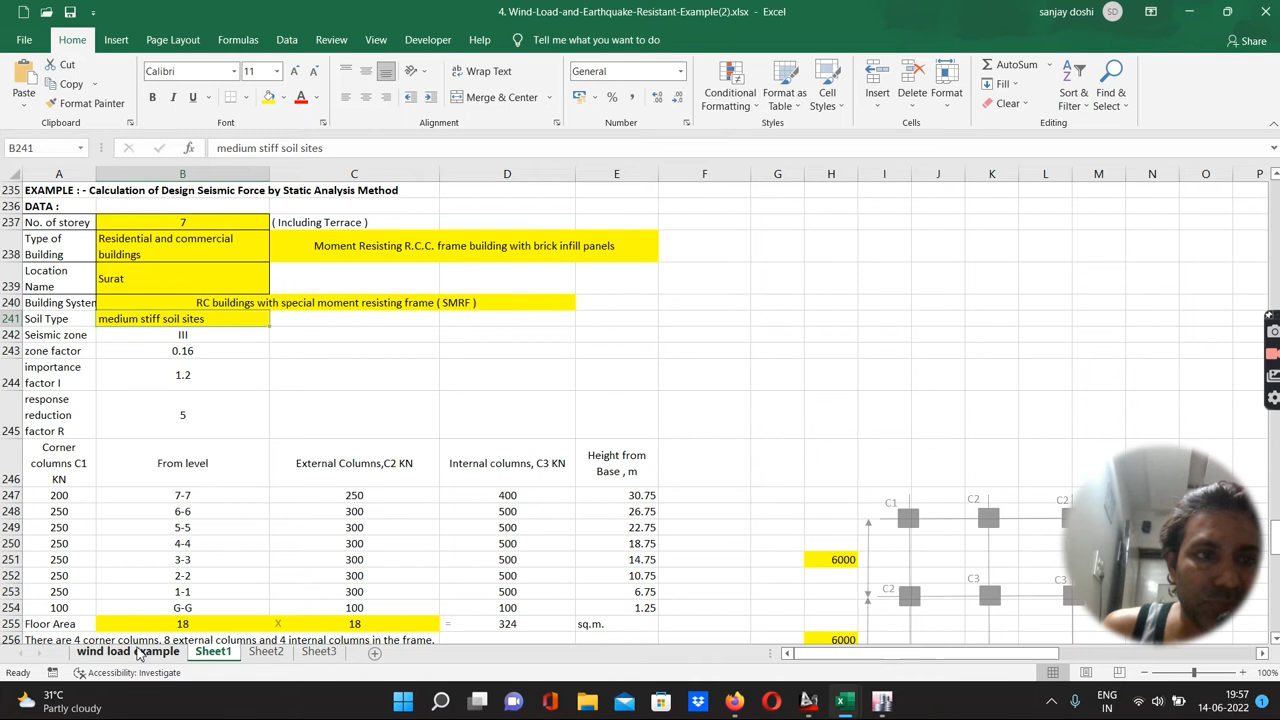 4. Wind-Load-and-Earthquake-Resistant-Example(2).xlsx - Excel
sanjay doshi
SD
File
Home
Insert
Page Layout
Formulas
Data
Review
View
Developer
Help
Tell me what you want to do
Share
Paste
Cut
Copy
Format Painter
Clipboard
Calibri
11
B I U
Font
Wrap Text
Merge & Center
Alignment
General
Number
Conditional Formatting
Format as Table
Cell Styles
Styles
Insert
Delete
Format
Cells
AutoSum
Fill
Clear
Sort & Filter
Find & Select
Editing
B241
medium stiff soil sites
A B C D E F G H I J K L M N O P
235 EXAMPLE : - Calculation of Design Seismic Force by Static Analysis Method
236 DATA :
237 No. of storey 7 ( Including Terrace )
238 Type of Building Residential and commercial buildings Moment Resisting R.C.C. frame building with brick infill panels
239 Location Name Surat
240 Building System RC buildings with special moment resisting frame ( SMRF )
241 Soil Type medium stiff soil sites
242 Seismic zone III
243 zone factor 0.16
244 importance factor I 1.2
245 response reduction factor R 5
246 Corner columns C1 KN From level External Columns,C2 KN Internal columns, C3 KN Height from Base , m
247 200 7-7 250 400 30.75
248 250 6-6 300 500 26.75
249 250 5-5 300 500 22.75
250 250 4-4 300 500 18.75
251 250 3-3 300 500 14.75 6000
252 250 2-2 300 500 10.75
253 250 1-1 300 500 6.75
254 100 G-G 100 100 1.25
255 Floor Area 18 X 18 = 324 sq.m.
256 There are 4 corner columns, 8 external columns and 4 internal columns in the frame. 6000
C1 C2 C2
C2 C3 C3
wind load example
Sheet1
Sheet2
Sheet3
Ready
Accessibility: Investigate
100%
31°C
Partly cloudy
ENG
IN
19:57
14-06-2022
1